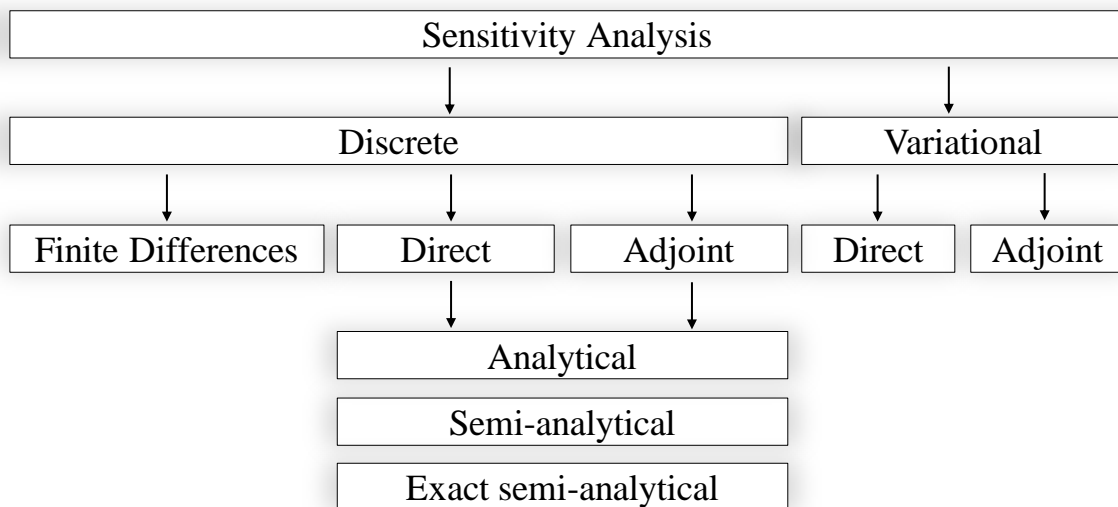 Sensitivity Analysis
Discrete
Variational
Finite Differences
Direct
Adjoint
Direct
Adjoint
Analytical
Semi-analytical
Exact semi-analytical